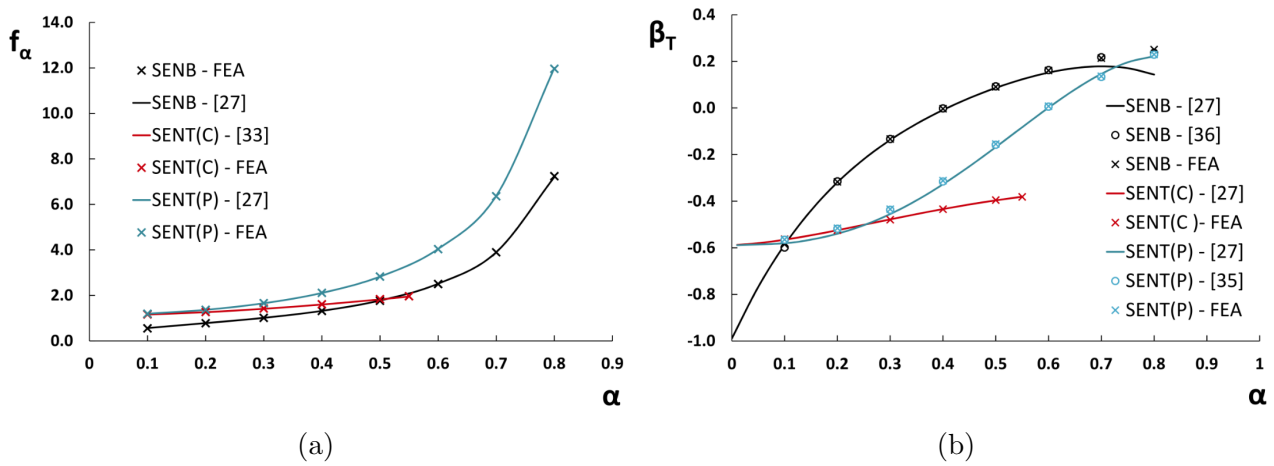 fα
14.0
12.0
10.0
8.0
6.0
4.0
2.0
0.0
SENB - FEA
SENB - [27]
SENT(C) - [33]
SENT(C) - FEA
SENT(P) - [27]
SENT(P) - FEA
0 0.1 0.2 0.3 0.4 0.5 0.6 0.7 0.8 0.9
α
(a)
βT
0.4
0.2
0.0
-0.2
-0.4
-0.6
-0.8
-1.0
SENB - [27]
SENB - [36]
SENB - FEA
SENT(C) - [27]
SENT(C) - FEA
SENT(P) - [27]
SENT(P) - [35]
SENT(P) - FEA
0 0.1 0.2 0.3 0.4 0.5 0.6 0.7 0.8 0.9 1
α
(b)